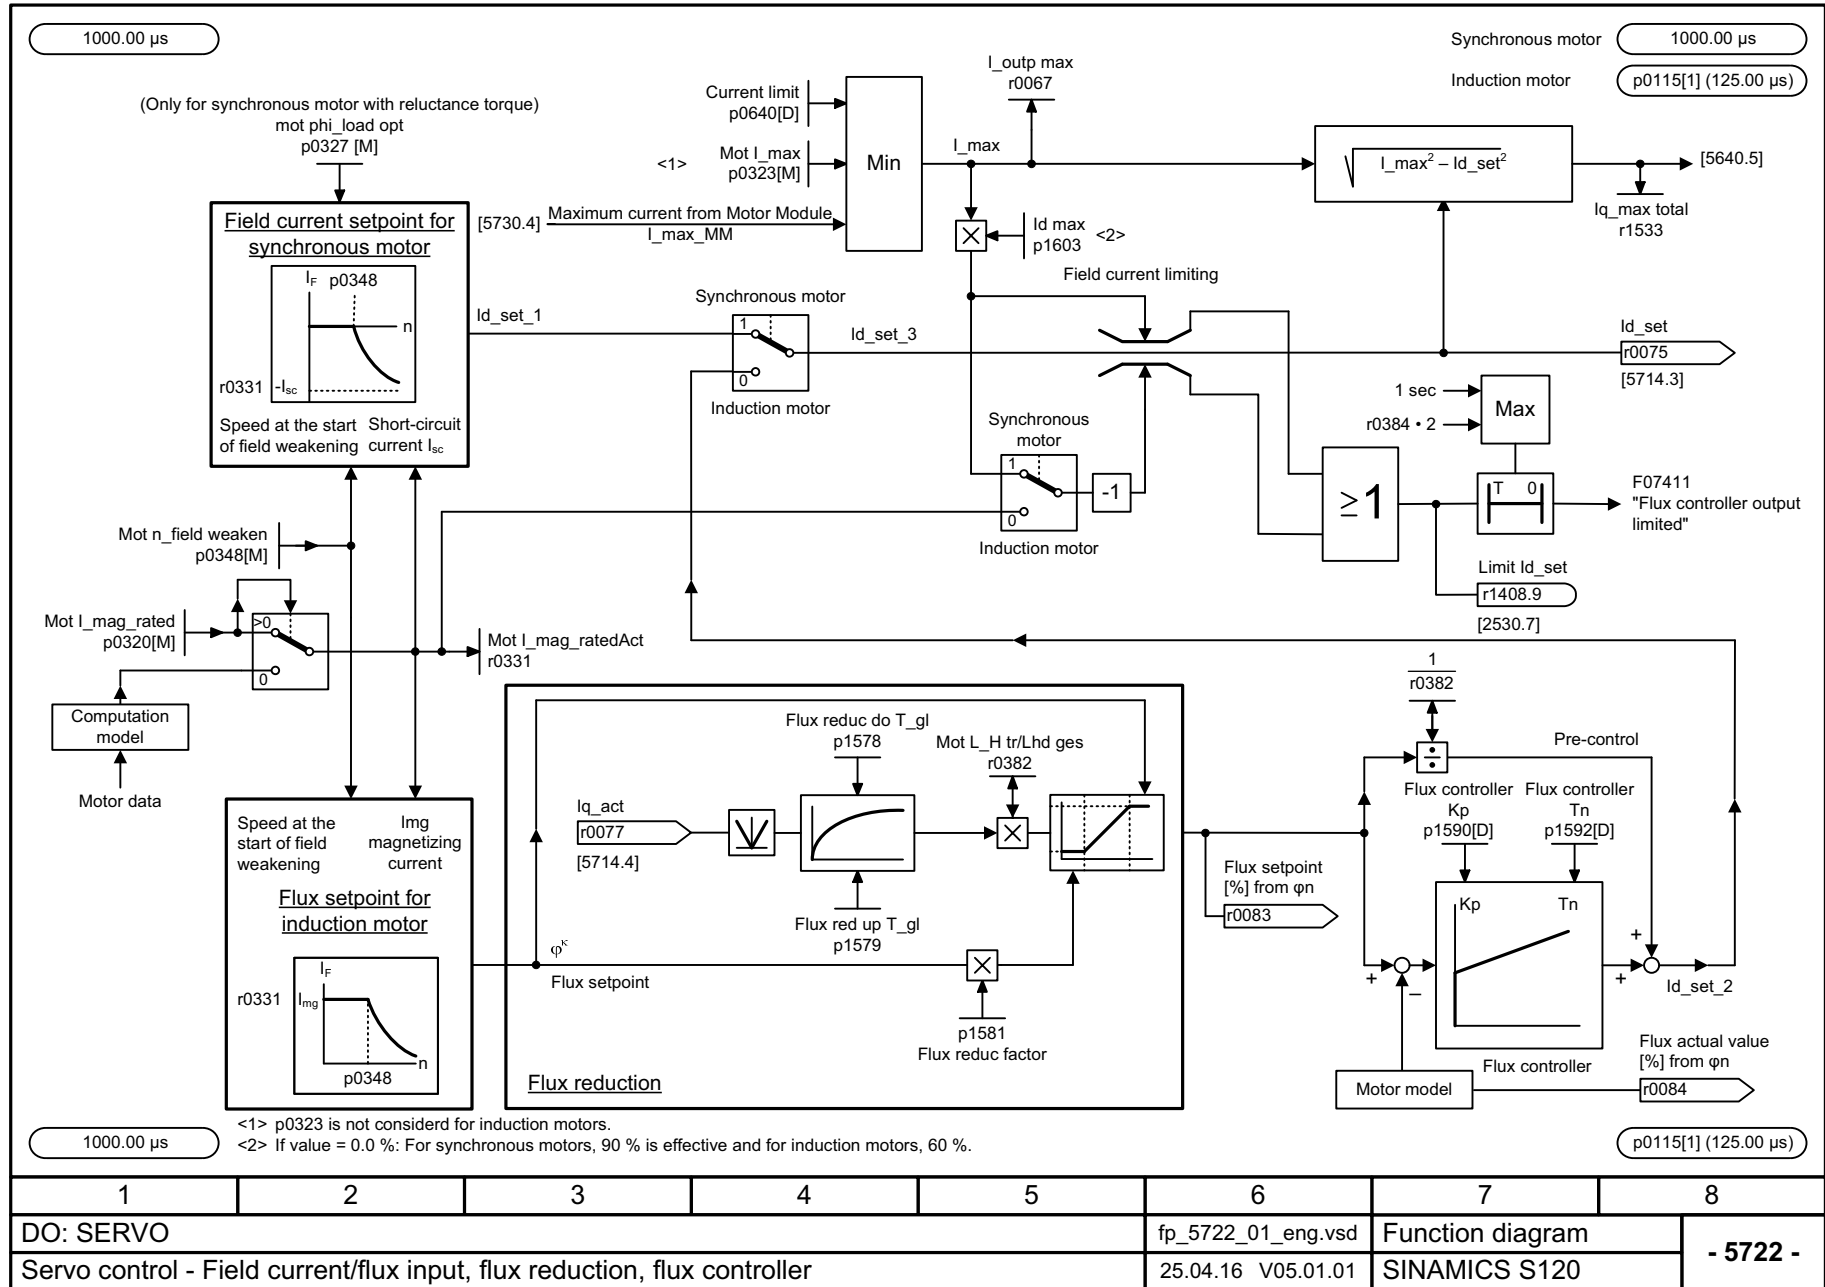 1000.00 µs
Synchronous motor
1000.00 µs
Induction motor
p0115[1] (125.00 µs)
(Only for synchronous motor with reluctance torque)
mot phi_load opt
p0327 [M]
Current limit
p0640[D]
<1>
Mot I_max
p0323[M]
[5730.4]
Maximum current from Motor Module
I_max_MM
Min
I_max
I_outp max
r0067
√ I_max² – Id_set²
[5640.5]
Iq_max total
r1533
Id max
p1603
<2>
Field current limiting
Field current setpoint for
synchronous motor
I_F
p0348
n
r0331
-I_sc
Speed at the start
of field weakening
Short-circuit
current I_sc
Id_set_1
Synchronous motor
1
0
Induction motor
Id_set_3
Id_set
r0075
[5714.3]
Synchronous
motor
1
0
Induction motor
-1
≥1
1 sec
r0384 • 2
Max
T
0
F07411
"Flux controller output
limited"
Limit Id_set
r1408.9
[2530.7]
Mot n_field weaken
p0348[M]
Mot I_mag_rated
p0320[M]
>0
0
Mot I_mag_ratedAct
r0331
Computation
model
Motor data
Speed at the
start of field
weakening
Img
magnetizing
current
Flux setpoint for
induction motor
I_F
r0331
I_mg
n
p0348
Flux reduc do T_gl
p1578
Mot L_H tr/Lhd ges
r0382
Iq_act
r0077
[5714.4]
Flux red up T_gl
p1579
φᴷ
Flux setpoint
p1581
Flux reduc factor
Flux reduction
Flux setpoint
[%] from φn
r0083
1
r0382
÷
Pre-control
Flux controller
Kp
p1590[D]
Flux controller
Tn
p1592[D]
Kp
Tn
+
–
+
+
Id_set_2
Flux controller
Motor model
Flux actual value
[%] from φn
r0084
<1> p0323 is not considerd for induction motors.
<2> If value = 0.0 %: For synchronous motors, 90 % is effective and for induction motors, 60 %.
1000.00 µs
p0115[1] (125.00 µs)
1 2 3 4 5 6 7 8
DO: SERVO
fp_5722_01_eng.vsd
Function diagram
- 5722 -
Servo control - Field current/flux input, flux reduction, flux controller
25.04.16 V05.01.01
SINAMICS S120